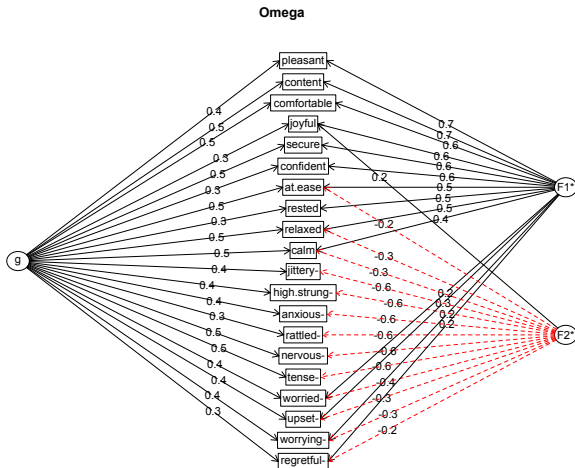 Omega
pleasant
content
comfortable
joyful
secure
confident
at.ease
rested
relaxed
calm
jittery-
high.strung-
anxious-
rattled-
nervous-
tense-
worried-
upset-
worrying-
regretful-
g
0.4
0.5
0.5
0.3
0.5
0.3
0.5
0.3
0.5
0.5
0.4
0.4
0.4
0.3
0.5
0.5
0.4
0.4
0.4
0.3
F1*
0.7
0.7
0.6
0.6
0.6
0.6
0.5
0.5
0.5
0.4
0.2
0.3
0.2
0.2
F2*
0.2
-0.2
-0.3
-0.3
-0.6
-0.6
-0.6
-0.6
-0.6
-0.6
-0.4
-0.3
-0.3
-0.2